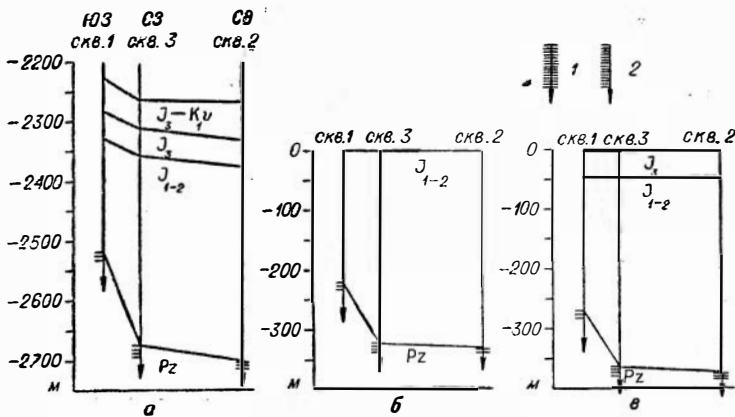 ЮЗ СЗ СВ
скв.1 скв.3 скв.2
-2200
-2300
-2350
-2500
-2600
-2700
м
J₃–K₁v
J₃
J₁₋₂
Pz
а
скв.1 скв.3 скв.2
0
-100
-200
-300
м
J₁₋₂
Pz
б
1 2
скв.1 скв.3 скв.2
0
-100
-200
-300
м
J₃
J₁₋₂
Pz
в